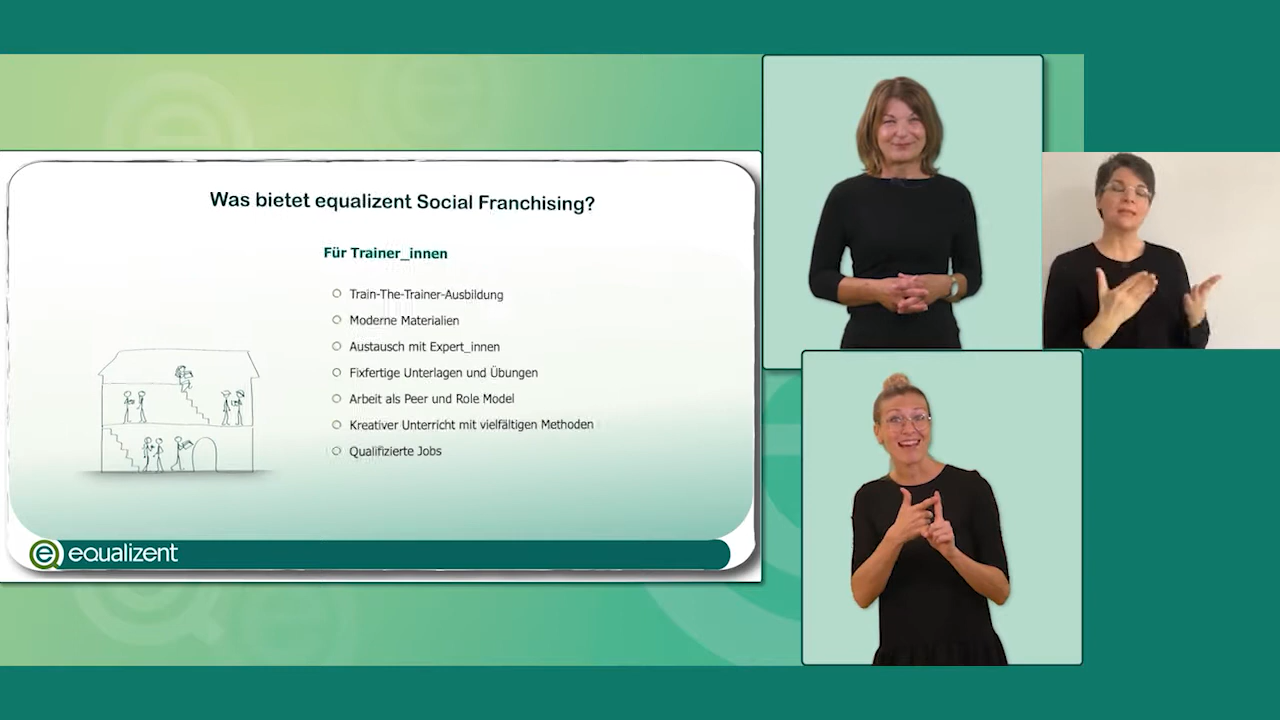 Was bietet equalizent Social Franchising?
Für Trainer_innen
Train-The-Trainer-Ausbildung
Moderne Materialien
Austausch mit Expert_innen
Fixfertige Unterlagen und Übungen
Arbeit als Peer und Role Model
Kreativer Unterricht mit vielfältigen Methoden
Qualifizierte Jobs
equalizent